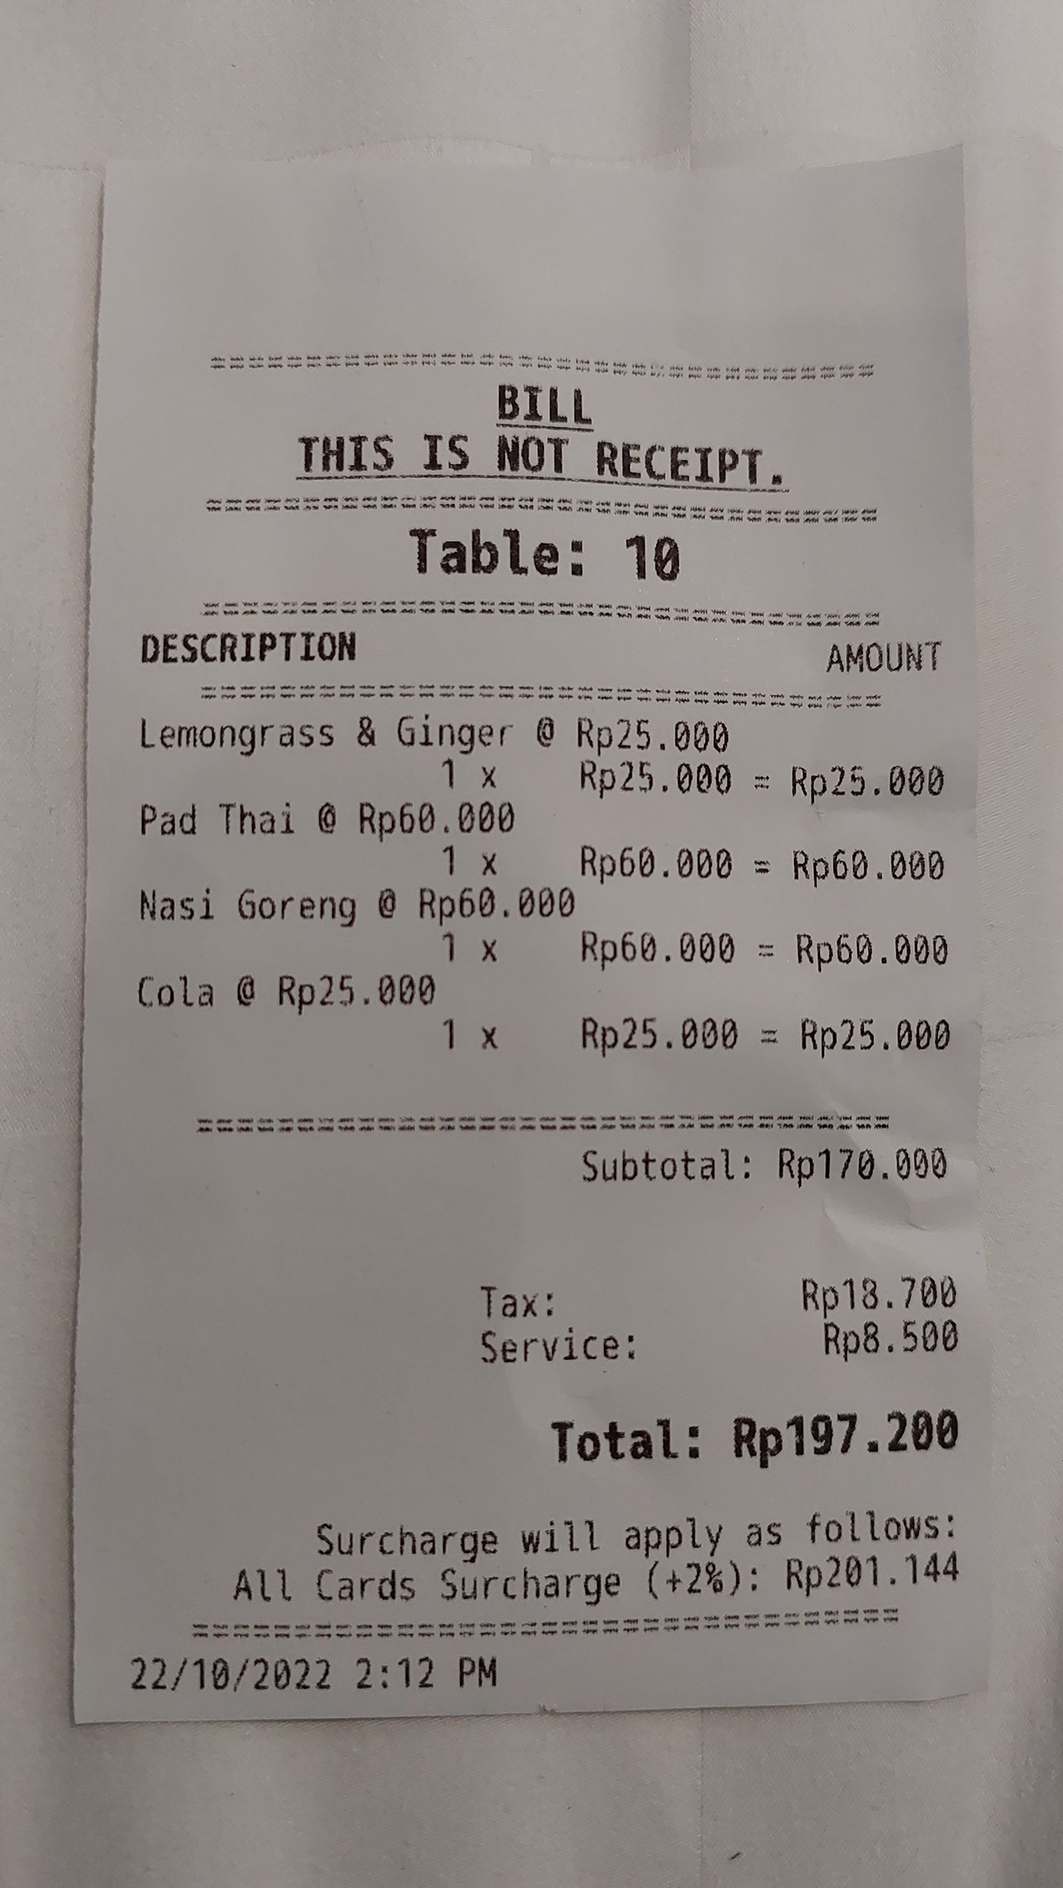 ==================================
BILL
THIS IS NOT RECEIPT.
==================================
Table: 10
==================================
DESCRIPTION AMOUNT
==================================
Lemongrass & Ginger @ Rp25.000
1 x Rp25.000 = Rp25.000
Pad Thai @ Rp60.000
1 x Rp60.000 = Rp60.000
Nasi Goreng @ Rp60.000
1 x Rp60.000 = Rp60.000
Cola @ Rp25.000
1 x Rp25.000 = Rp25.000
==================================
Subtotal: Rp170.000
Tax: Rp18.700
Service: Rp8.500
Total: Rp197.200
Surcharge will apply as follows:
All Cards Surcharge (+2%): Rp201.144
==================================
22/10/2022 2:12 PM